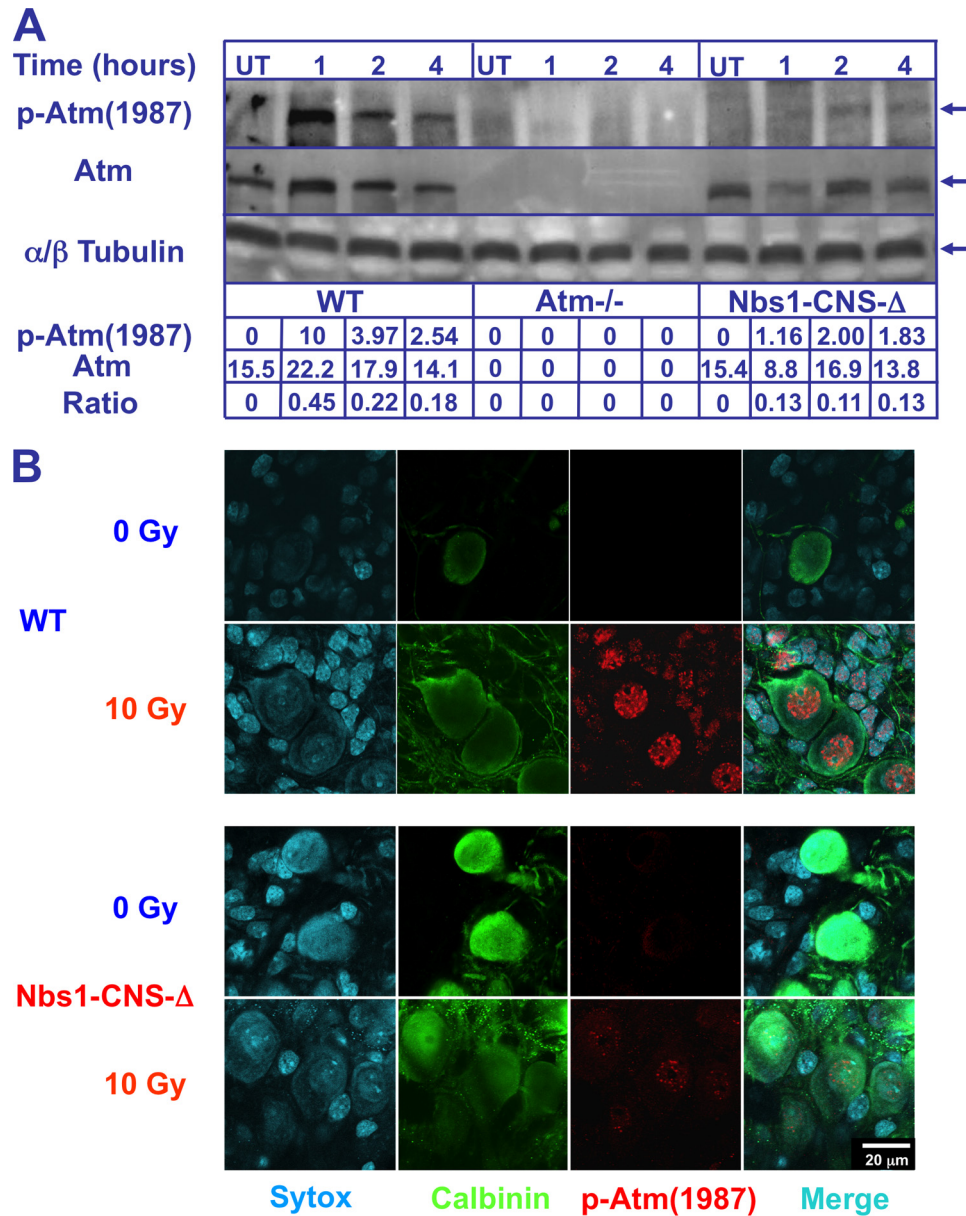 A
Time (hours) UT 1 2 4 UT 1 2 4 UT 1 2 4
p-Atm(1987)
Atm
α/β Tubulin
WT Atm-/- Nbs1-CNS-Δ
p-Atm(1987) 0 10 3.97 2.54 0 0 0 0 0 1.16 2.00 1.83
Atm 15.5 22.2 17.9 14.1 0 0 0 0 15.4 8.8 16.9 13.8
Ratio 0 0.45 0.22 0.18 0 0 0 0 0 0.13 0.11 0.13
B
0 Gy
WT
10 Gy
0 Gy
Nbs1-CNS-Δ
10 Gy
20 μm
Sytox Calbinin p-Atm(1987) Merge